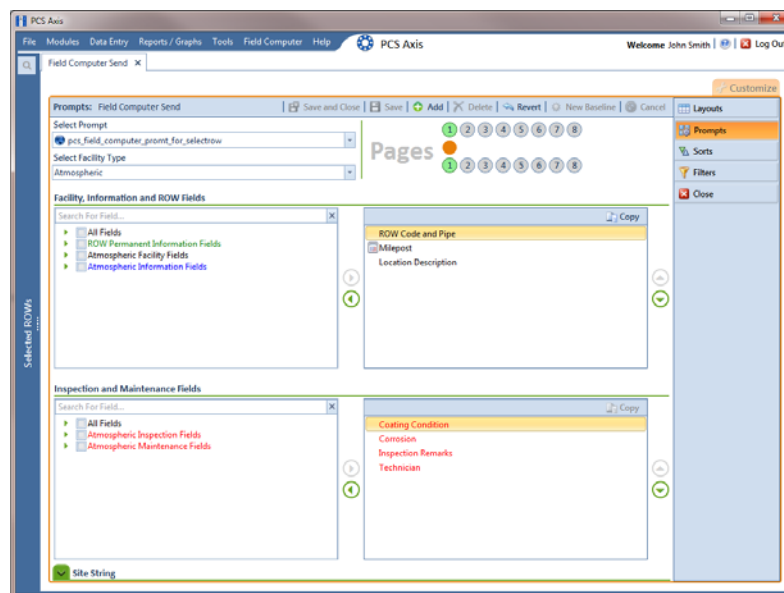 PCS Axis
File Modules Data Entry Reports / Graphs Tools Field Computer Help PCS Axis Welcome John Smith Log Ou
Field Computer Send
Customize
Prompts: Field Computer Send Save and Close Save Add Delete Revert New Baseline Cancel Layouts
Select Prompt
pcs_field_computer_promt_for_selectrow
Select Facility Type
Atmospheric
Pages
1 2 3 4 5 6 7 8
1 2 3 4 5 6 7 8
Prompts
Sorts
Filters
Close
Facility, Information and ROW Fields
Search For Field...
All Fields
ROW Permanent Information Fields
Atmospheric Facility Fields
Atmospheric Information Fields
Copy
ROW Code and Pipe
Milepost
Location Description
Selected ROWs
Inspection and Maintenance Fields
Search For Field...
All Fields
Atmospheric Inspection Fields
Atmospheric Maintenance Fields
Copy
Coating Condition
Corrosion
Inspection Remarks
Technician
Site String